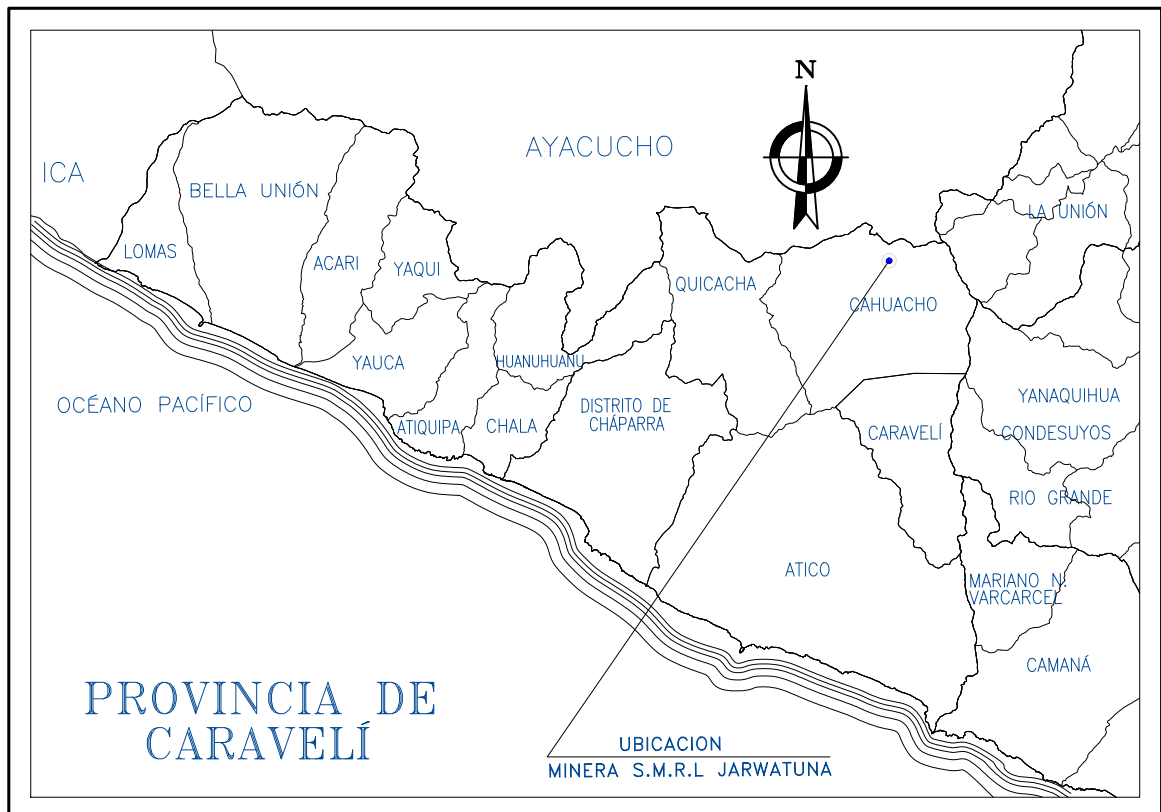 N
AYACUCHO
ICA
BELLA UNIÓN
LA UNIÓN
LOMAS
ACARI
YAQUI
QUICACHA
CAHUACHO
YAUCA
HUANUHUANU
YANAQUIHUA
OCÉANO PACÍFICO
DISTRITO DE
CHÁPARRA
ATIQUIPA
CHALA
CARAVELÍ
CONDESUYOS
RIO GRANDE
ATICO
MARIANO N.
VARCARCEL
CAMANÁ
PROVINCIA DE
CARAVELÍ
UBICACION
MINERA S.M.R.L JARWATUNA